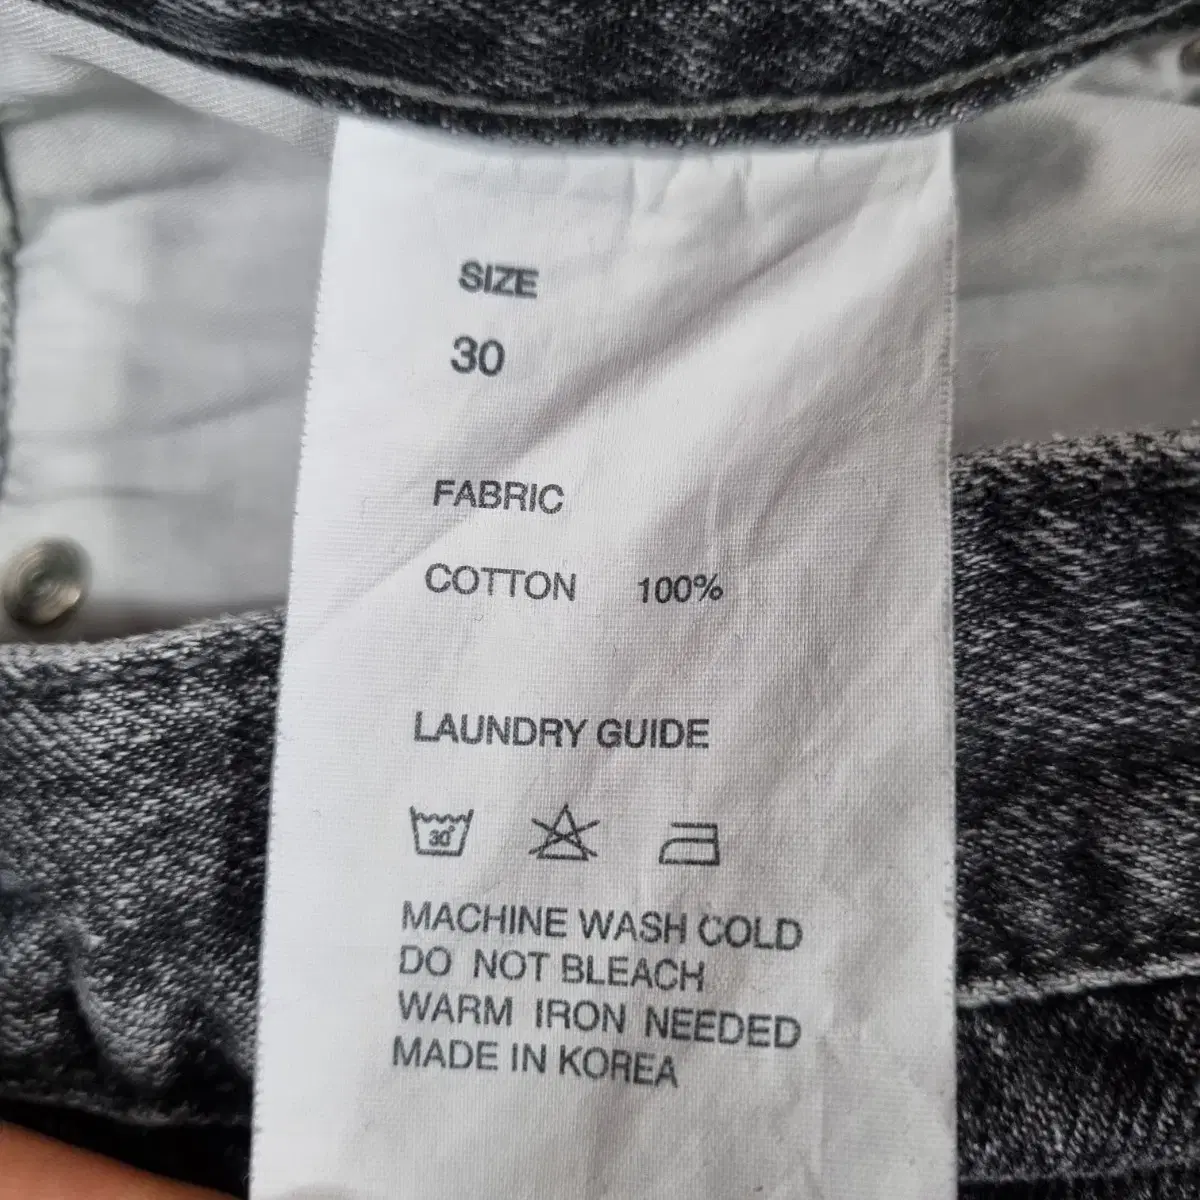 SIZE
30
FABRIC
COTTON 100%
LAUNDRY GUIDE
30°
MACHINE WASH COLD
DO NOT BLEACH
WARM IRON NEEDED
MADE IN KOREA